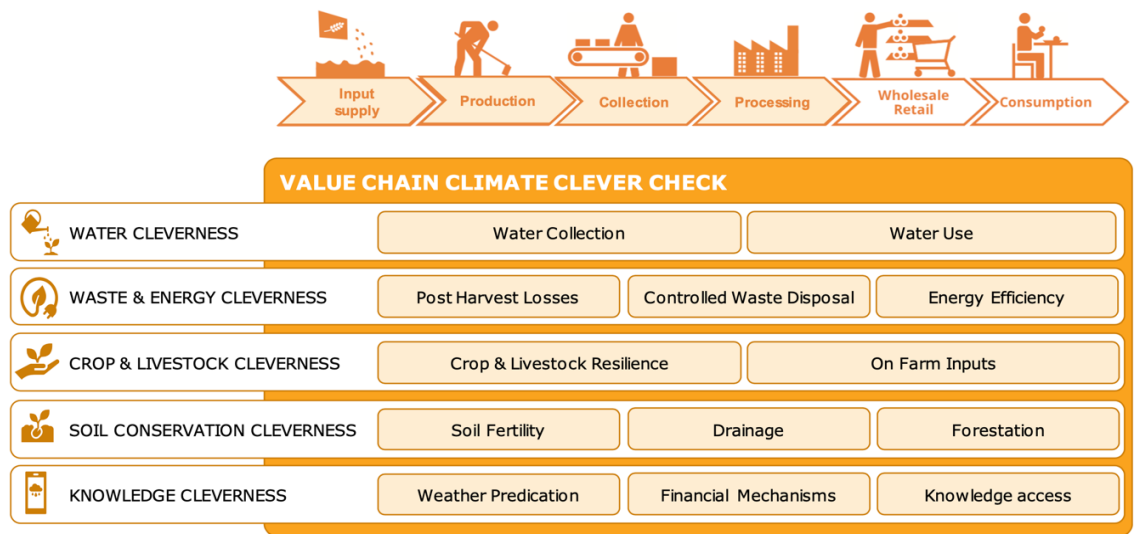 Input
supply
Production
Collection
Processing
Wholesale
Retail
Consumption
VALUE CHAIN CLIMATE CLEVER CHECK
WATER CLEVERNESS
Water Collection
Water Use
WASTE & ENERGY CLEVERNESS
Post Harvest Losses
Controlled Waste Disposal
Energy Efficiency
CROP & LIVESTOCK CLEVERNESS
Crop & Livestock Resilience
On Farm Inputs
SOIL CONSERVATION CLEVERNESS
Soil Fertility
Drainage
Forestation
KNOWLEDGE CLEVERNESS
Weather Predication
Financial Mechanisms
Knowledge access